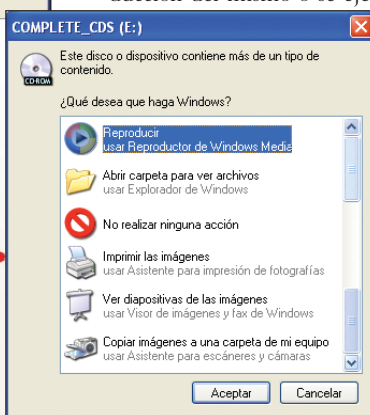 COMPLETE_CDS (E:)
Este disco o dispositivo contiene más de un tipo de
contenido.
CD-ROM
¿Qué desea que haga Windows?
Reproducir
usar Reproductor de Windows Media
Abrir carpeta para ver archivos
usar Explorador de Windows
No realizar ninguna acción
Imprimir las imágenes
usar Asistente para impresión de fotografías
Ver diapositivas de las imágenes
usar Visor de imágenes y fax de Windows
Copiar imágenes a una carpeta de mi equipo
usar Asistente para escáneres y cámaras
Aceptar
Cancelar